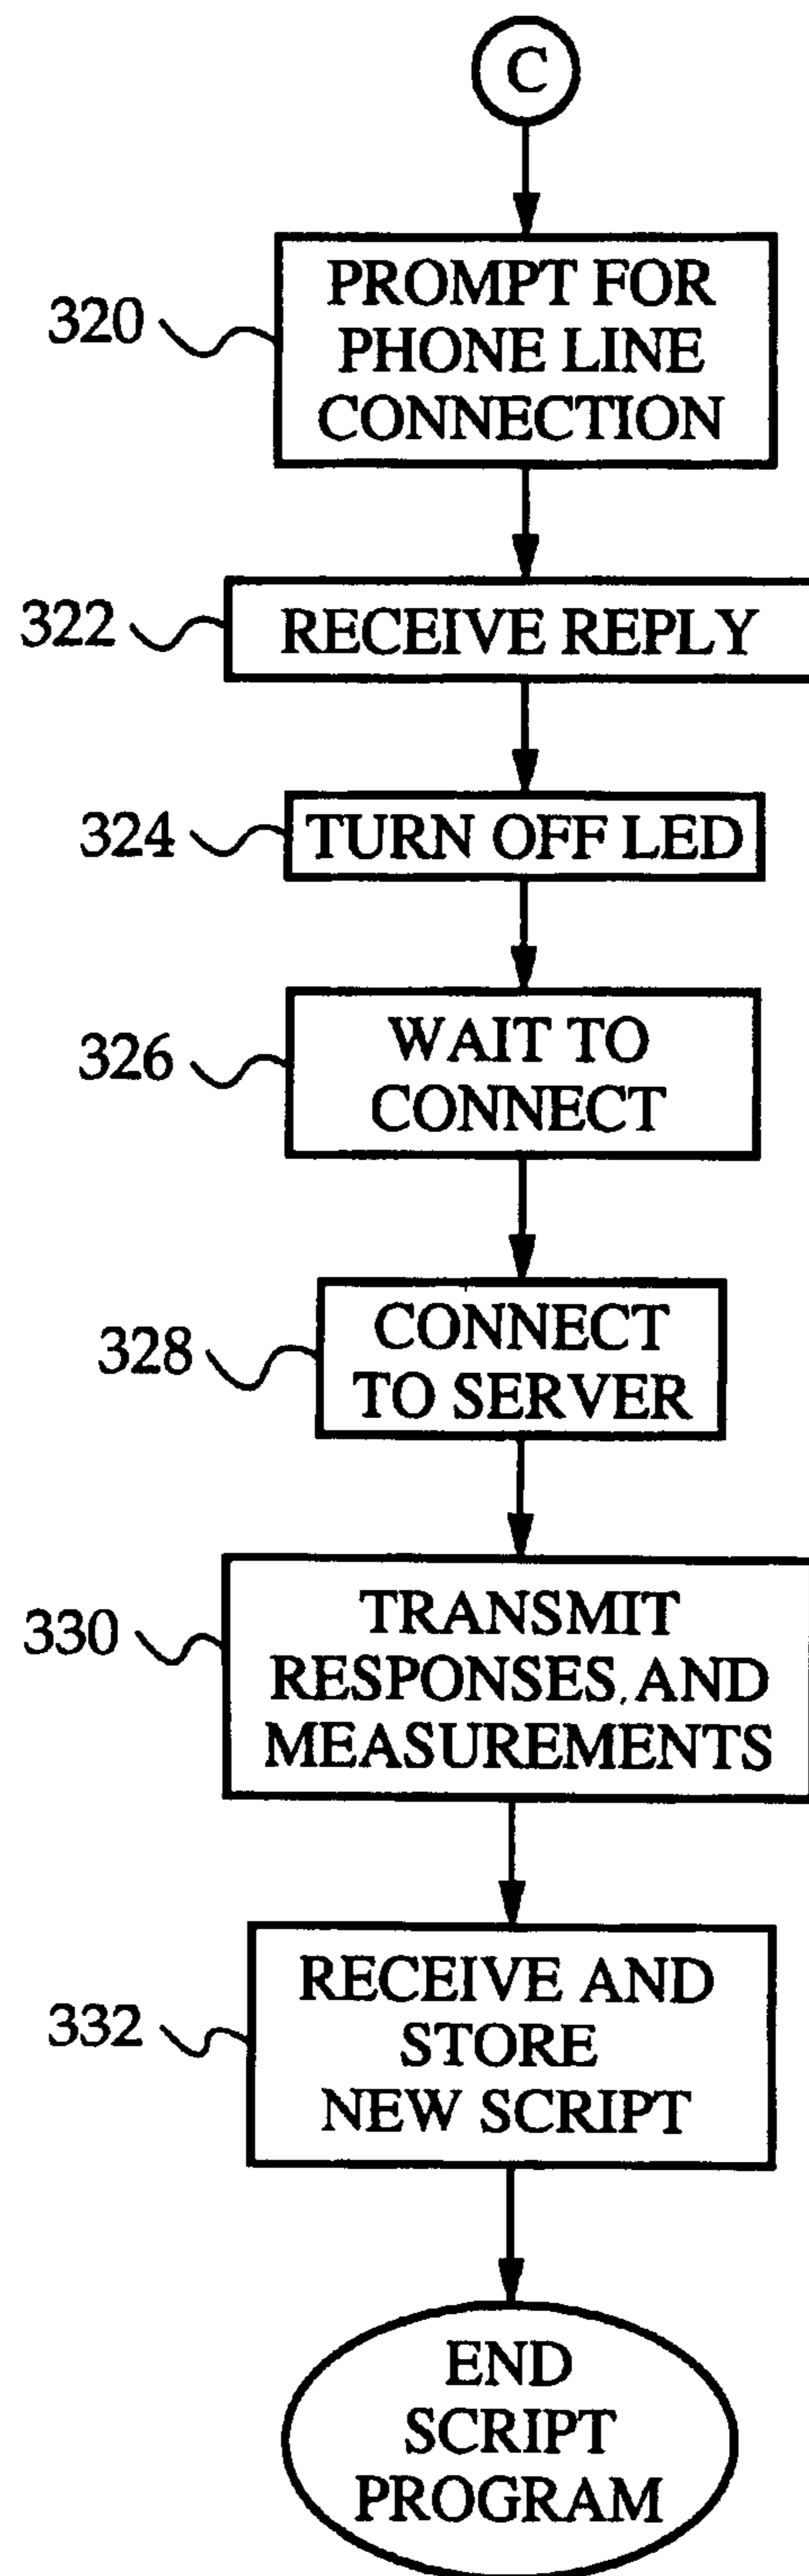 C
320
PROMPT FOR
PHONE LINE
CONNECTION
322
RECEIVE REPLY
324
TURN OFF LED
326
WAIT TO
CONNECT
328
CONNECT
TO SERVER
330
TRANSMIT
RESPONSES, AND
MEASUREMENTS
332
RECEIVE AND
STORE
NEW SCRIPT
END
SCRIPT
PROGRAM